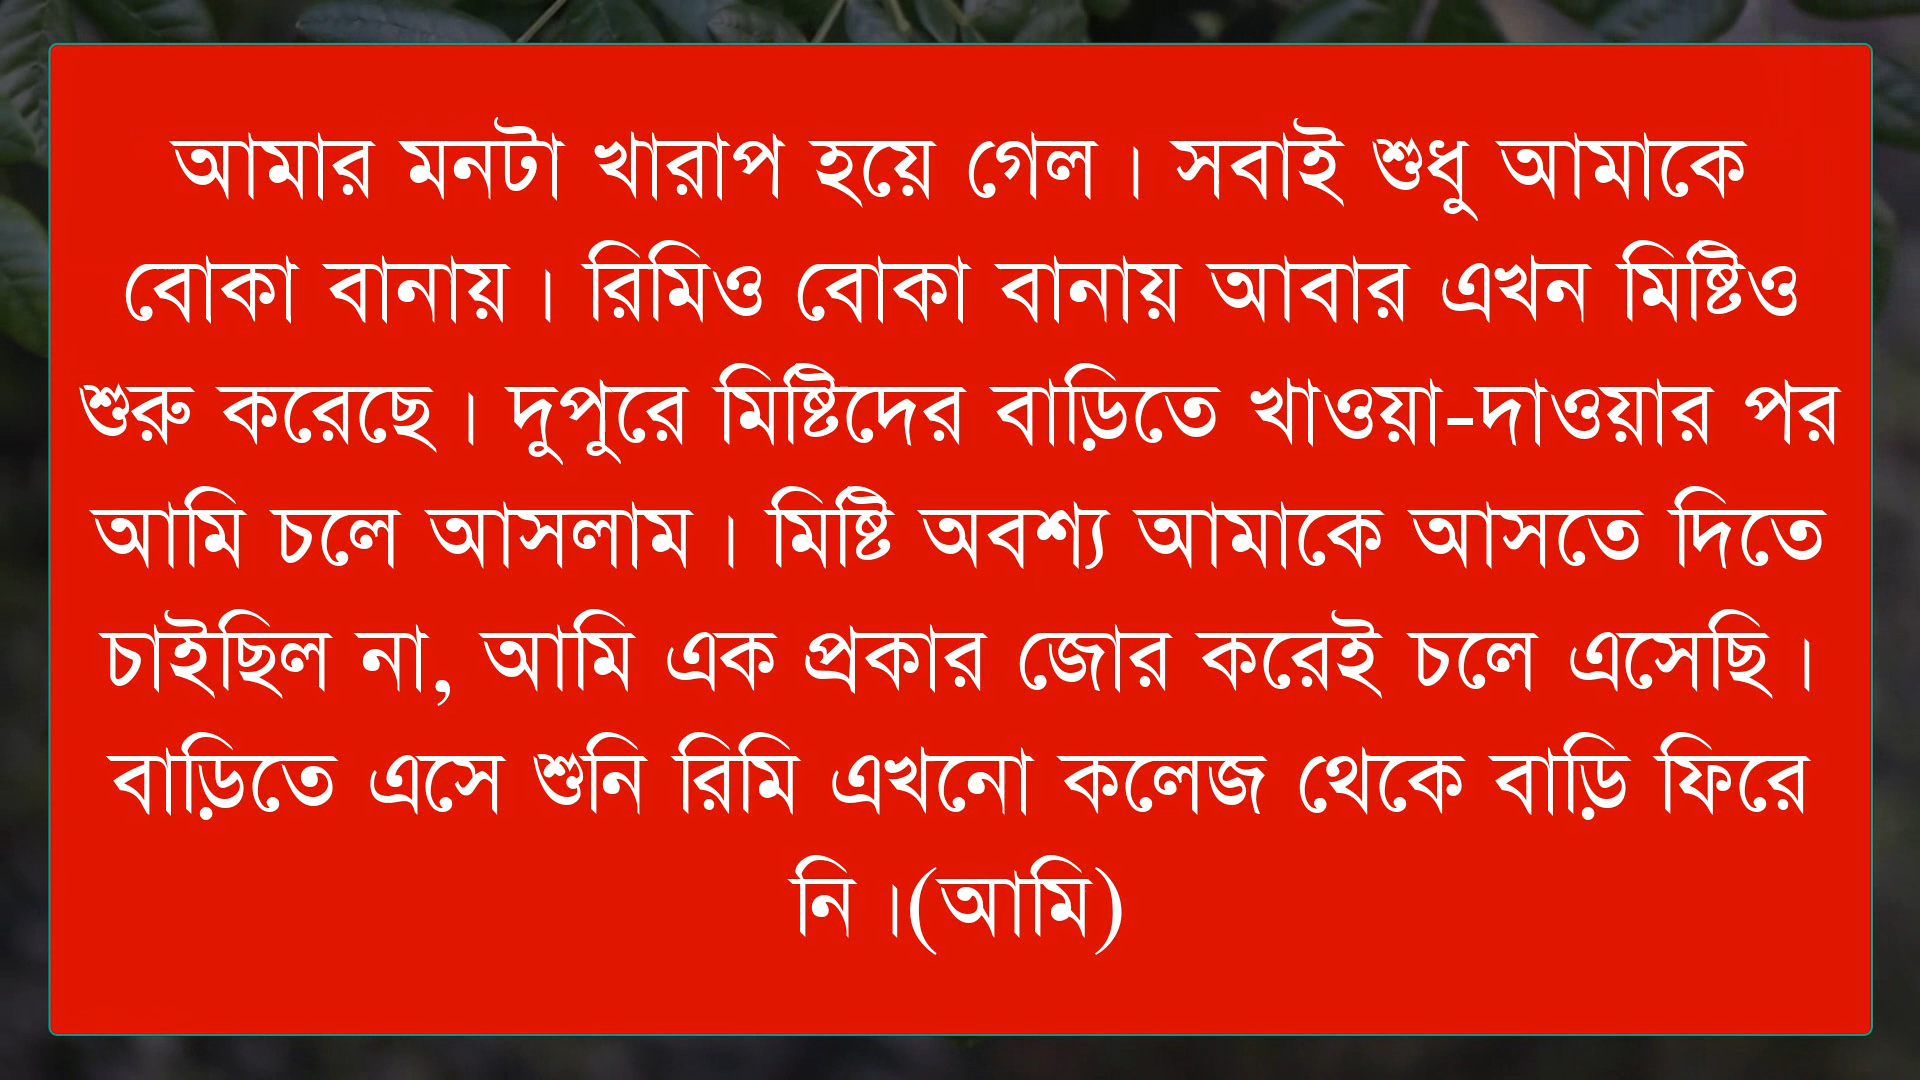 আমার মনটা খারাপ হয়ে গেল। সবাই শুধু আমাকে
বোকা বানায়। রিমিও বোকা বানায় আবার এখন মিষ্টিও
শুরু করেছে। দুপুরে মিষ্টিদের বাড়িতে খাওয়া-দাওয়ার পর
আমি চলে আসলাম। মিষ্টি অবশ্য আমাকে আসতে দিতে
চাইছিল না, আমি এক প্রকার জোর করেই চলে এসেছি।
বাড়িতে এসে শুনি রিমি এখনো কলেজ থেকে বাড়ি ফিরে
নি ।(আমি)